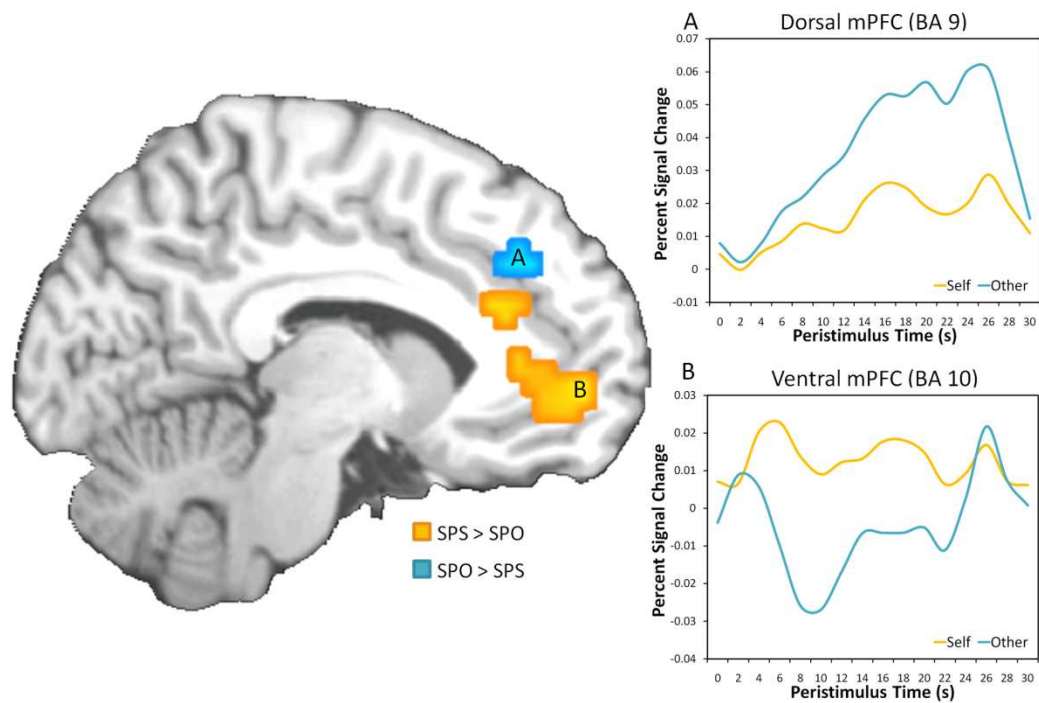 A
B
SPS > SPO
SPO > SPS
A
Dorsal mPFC (BA 9)
Percent Signal Change
0.07
0.06
0.05
0.04
0.03
0.02
0.01
0
-0.01
Self Other
0 2 4 6 8 10 12 14 16 18 20 22 24 26 28 30
Peristimulus Time (s)
B
Ventral mPFC (BA 10)
Percent Signal Change
0.03
0.02
0.01
0
-0.01
-0.02
-0.03
-0.04
Self Other
0 2 4 6 8 10 12 14 16 18 20 22 24 26 28 30
Peristimulus Time (s)